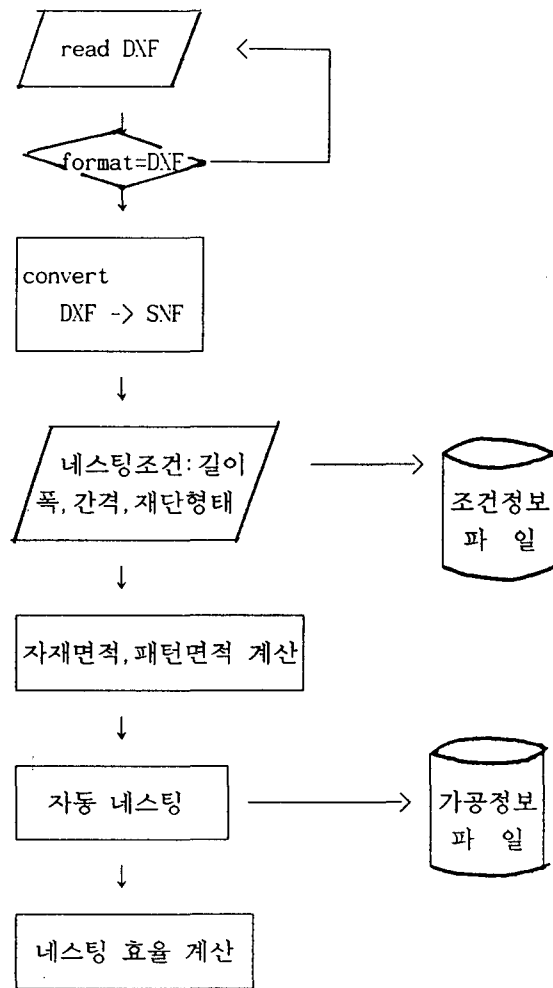 read DXF
format=DXF
convert
DXF -> SNF
네스팅조건:길이
폭,간격,재단형태
조건정보
파 일
자재면적,패턴면적 계산
자동 네스팅
가공정보
파 일
네스팅 효율 계산